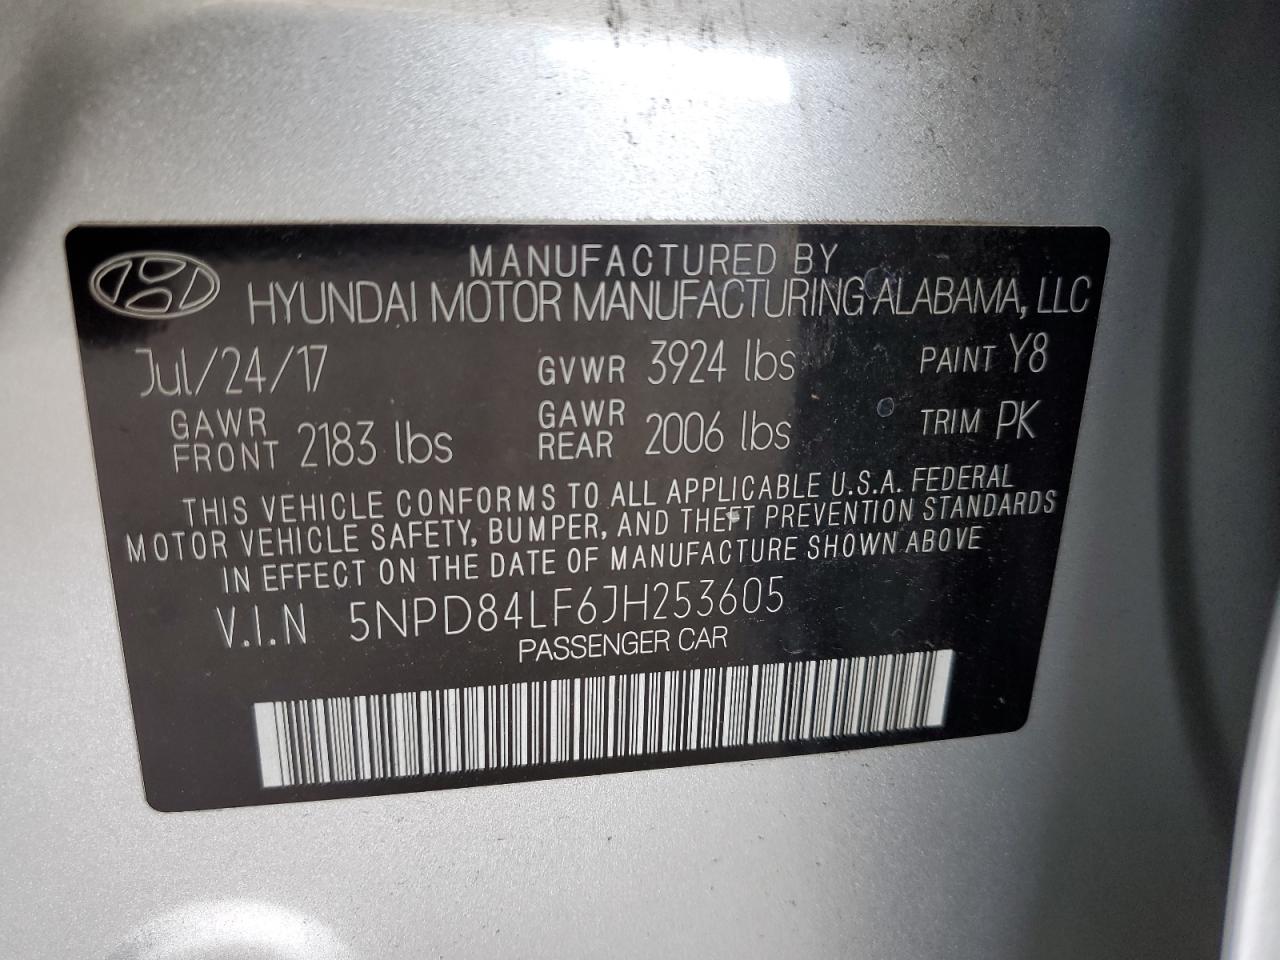 MANUFACTURED BY
HYUNDAI MOTOR MANUFACTURING ALABAMA, LLC
Jul/24/17 GVWR 3924 lbs PAINT Y8
GAWR FRONT 2183 lbs GAWR REAR 2006 lbs TRIM PK
THIS VEHICLE CONFORMS TO ALL APPLICABLE U.S.A. FEDERAL
MOTOR VEHICLE SAFETY, BUMPER, AND THEFT PREVENTION STANDARDS
IN EFFECT ON THE DATE OF MANUFACTURE SHOWN ABOVE
V.I.N 5NPD84LF6JH253605
PASSENGER CAR